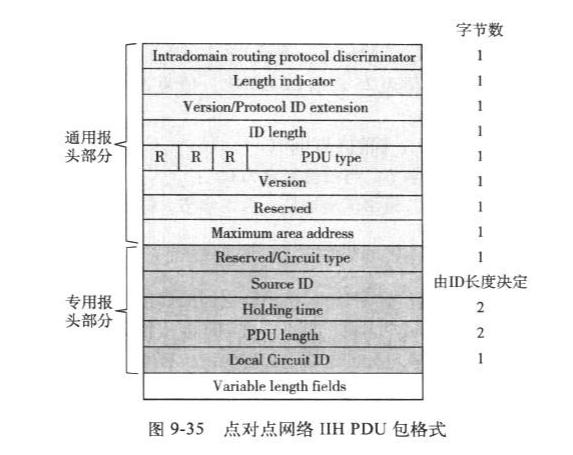 字节数
Intradomain routing protocol discriminator 1
Length indicator 1
Version/Protocol ID extension 1
ID length 1
通用报
头部分
R R R PDU type 1
Version 1
Reserved 1
Maximum area address 1
Reserved/Circuit type 1
Source ID 由ID长度决定
专用报
头部分
Holding time 2
PDU length 2
Local Circuit ID 1
Variable length fields
图 9-35 点对点网络 IIH PDU 包格式